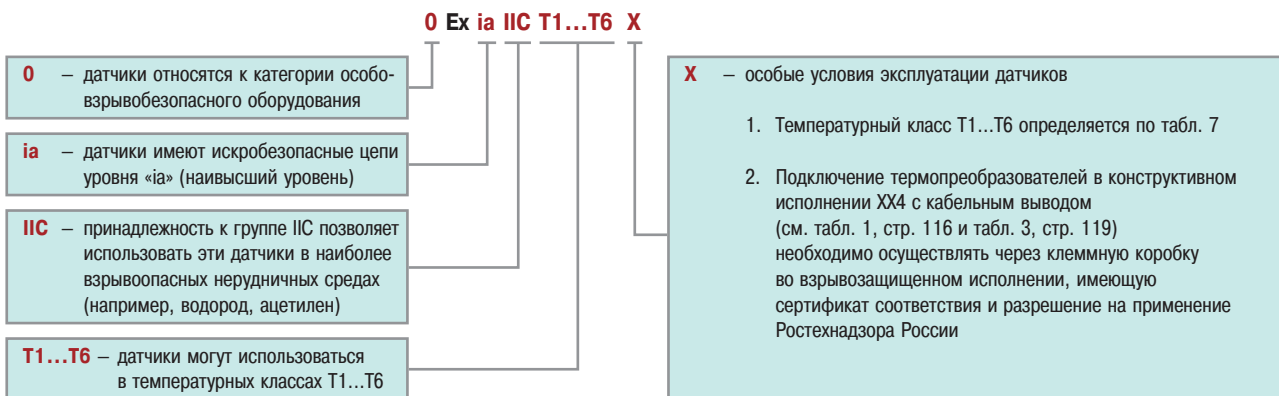 0 Ex ia IIC T1...T6 X
0 – датчики относятся к категории особо-
взрывобезопасного оборудования
ia – датчики имеют искробезопасные цепи
уровня «ia» (наивысший уровень)
IIC – принадлежность к группе IIC позволяет
использовать эти датчики в наиболее
взрывоопасных нерудничных средах
(например, водород, ацетилен)
T1...T6 – датчики могут использоваться
в температурных классах T1...T6
X – особые условия эксплуатации датчиков
1. Температурный класс T1...T6 определяется по табл. 7
2. Подключение термопреобразователей в конструктивном
исполнении XX4 с кабельным выводом
(см. табл. 1, стр. 116 и табл. 3, стр. 119)
необходимо осуществлять через клеммную коробку
во взрывозащищенном исполнении, имеющую
сертификат соответствия и разрешение на применение
Ростехнадзора России